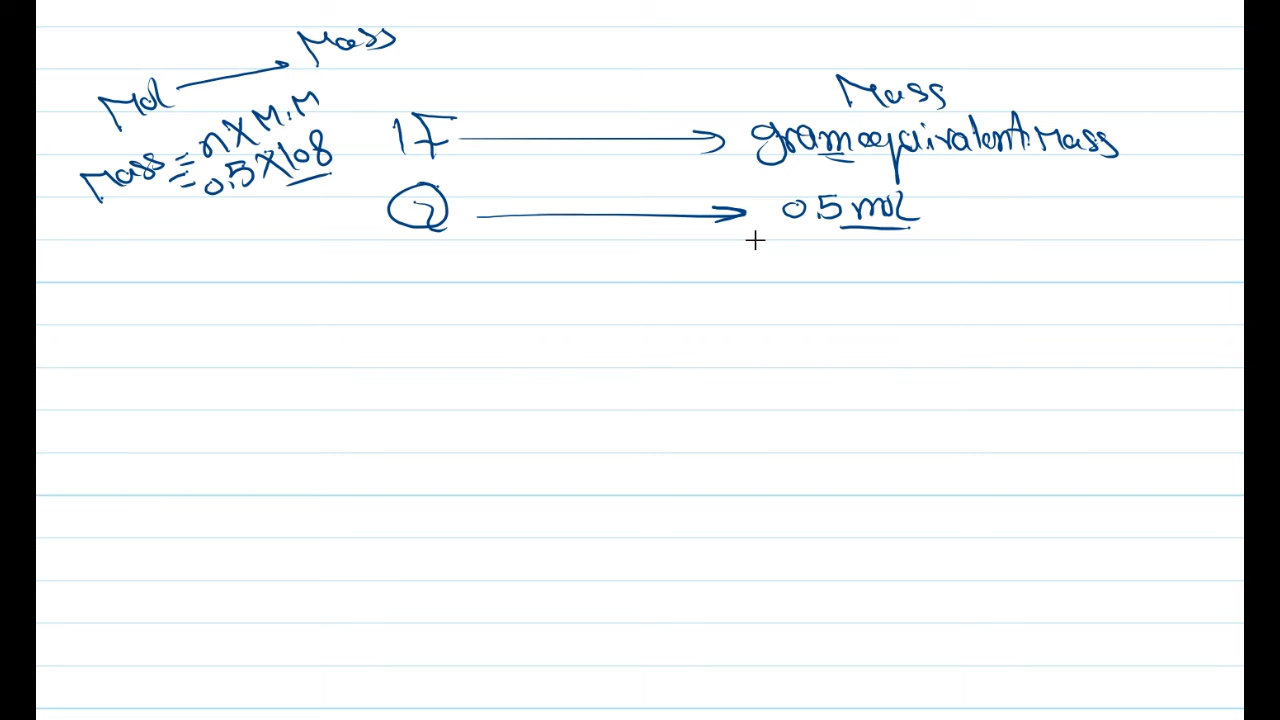 Mol → Mass
Mass = n X M.M
= 0.5 X 108
Mass
1F → gram equivalent Mass
Q → 0.5 mol